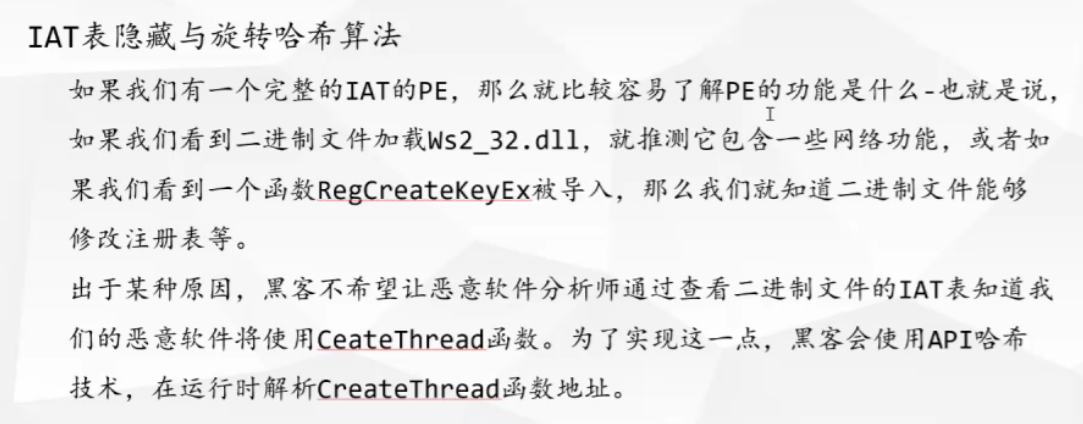 IAT表隐藏与旋转哈希算法
如果我们有一个完整的IAT的PE，那么就比较容易了解PE的功能是什么-也就是说，
如果我们看到二进制文件加载Ws2_32.dll，就推测它包含一些网络功能，或者如
果我们看到一个函数RegCreateKeyEx被导入，那么我们就知道二进制文件能够
修改注册表等。
出于某种原因，黑客不希望让恶意软件分析师通过查看二进制文件的IAT表知道我
们的恶意软件将使用CeateThread函数。为了实现这一点，黑客会使用API哈希
技术，在运行时解析CreateThread函数地址。